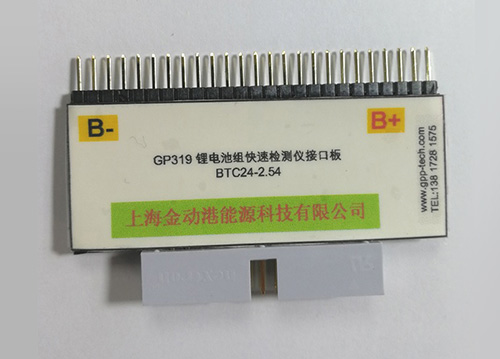 B-
B+
GP319 锂电池组快速检测仪接口板
BTC24-2.54
上海金动港能源科技有限公司
www.gpp-tech.com
TEL:138 1728 1575